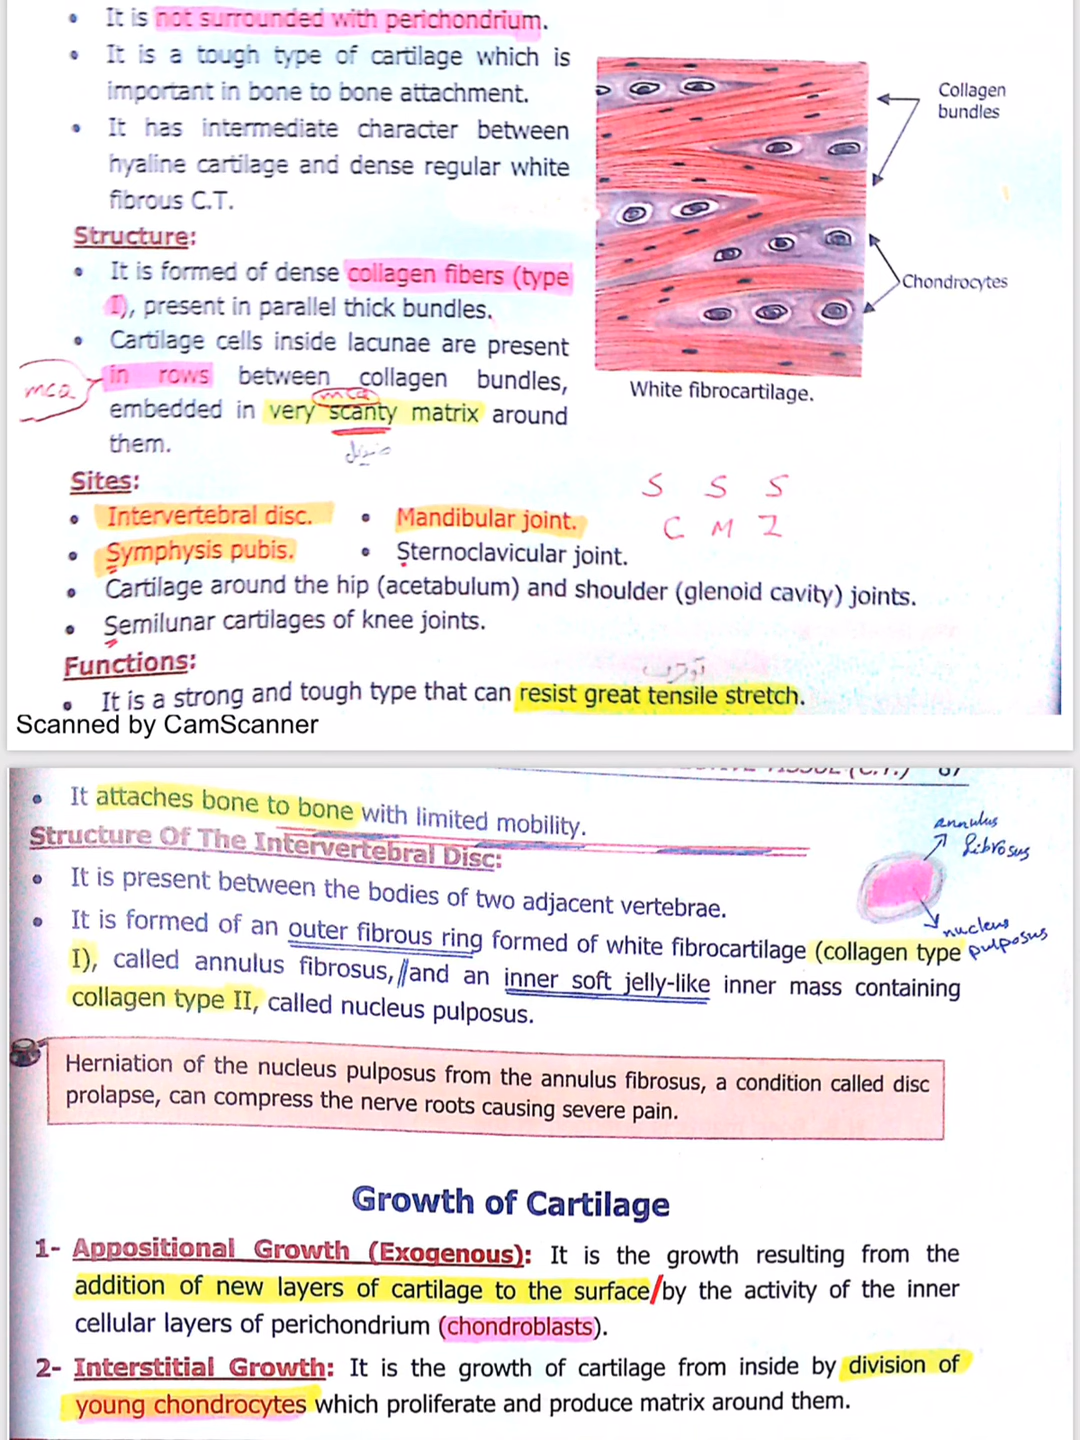 • It is not surrounded with perichondrium.
• It is a tough type of cartilage which is
important in bone to bone attachment.
• It has intermediate character between
hyaline cartilage and dense regular white
fibrous C.T.
Structure:
• It is formed of dense collagen fibers (type
I), present in parallel thick bundles.
• Cartilage cells inside lacunae are present
in rows between collagen bundles,
embedded in very scanty matrix around
them.
mca
mca
ضئيل
Collagen
bundles
Chondrocytes
White fibrocartilage.
Sites:
• Intervertebral disc. • Mandibular joint.
• Symphysis pubis. • Sternoclavicular joint.
• Cartilage around the hip (acetabulum) and shoulder (glenoid cavity) joints.
• Semilunar cartilages of knee joints.
S S S
C M I
Functions:
• It is a strong and tough type that can resist great tensile stretch.
Scanned by CamScanner
• It attaches bone to bone with limited mobility.
Structure Of The Intervertebral Disc:
• It is present between the bodies of two adjacent vertebrae.
• It is formed of an outer fibrous ring formed of white fibrocartilage (collagen type
I), called annulus fibrosus, and an inner soft jelly-like inner mass containing
collagen type II, called nucleus pulposus.
annulus
fibrosus
nucleus
pulposus
Herniation of the nucleus pulposus from the annulus fibrosus, a condition called disc
prolapse, can compress the nerve roots causing severe pain.
Growth of Cartilage
1- Appositional Growth (Exogenous): It is the growth resulting from the
addition of new layers of cartilage to the surface/by the activity of the inner
cellular layers of perichondrium (chondroblasts).
2- Interstitial Growth: It is the growth of cartilage from inside by division of
young chondrocytes which proliferate and produce matrix around them.